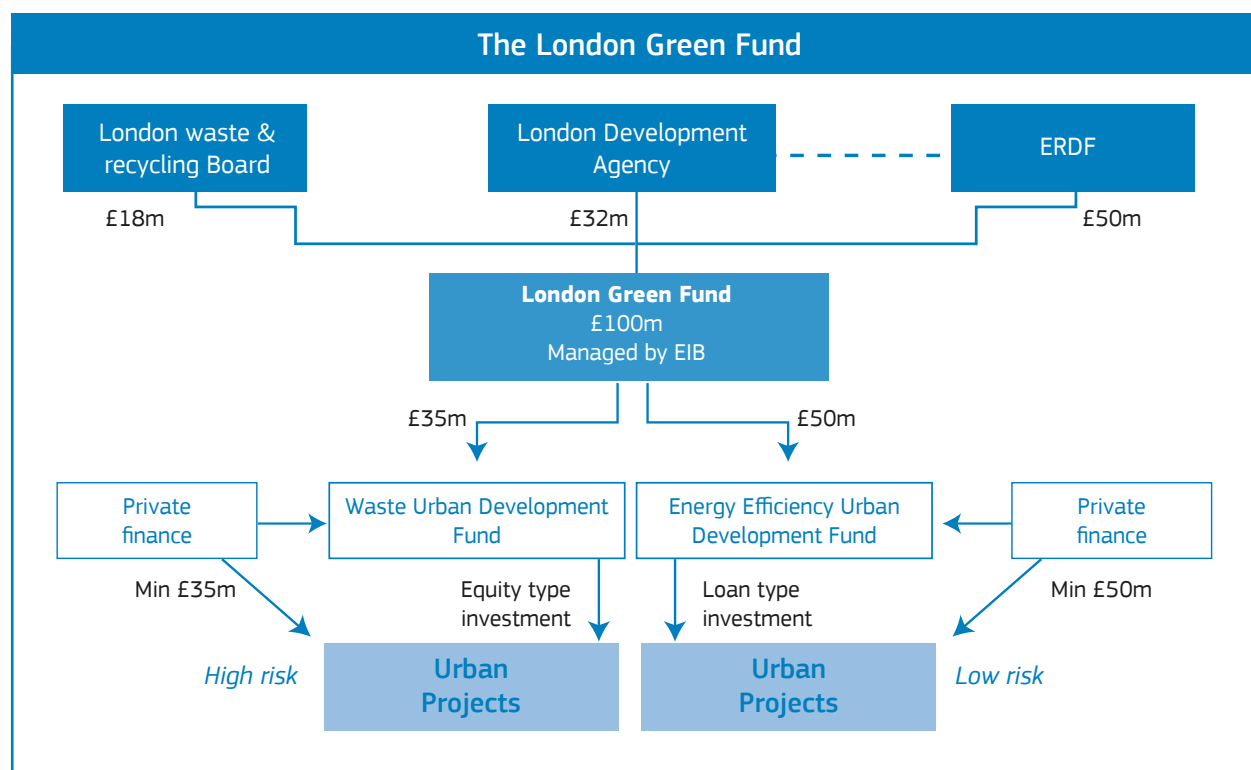 The London Green Fund
London waste &
recycling Board
London Development
Agency
ERDF
£18m
£32m
£50m
London Green Fund
£100m
Managed by EIB
£35m
£50m
Private
finance
Waste Urban Development
Fund
Energy Efficiency Urban
Development Fund
Private
finance
Min £35m
Equity type
investment
Loan type
investment
Min £50m
High risk
Urban
Projects
Urban
Projects
Low risk